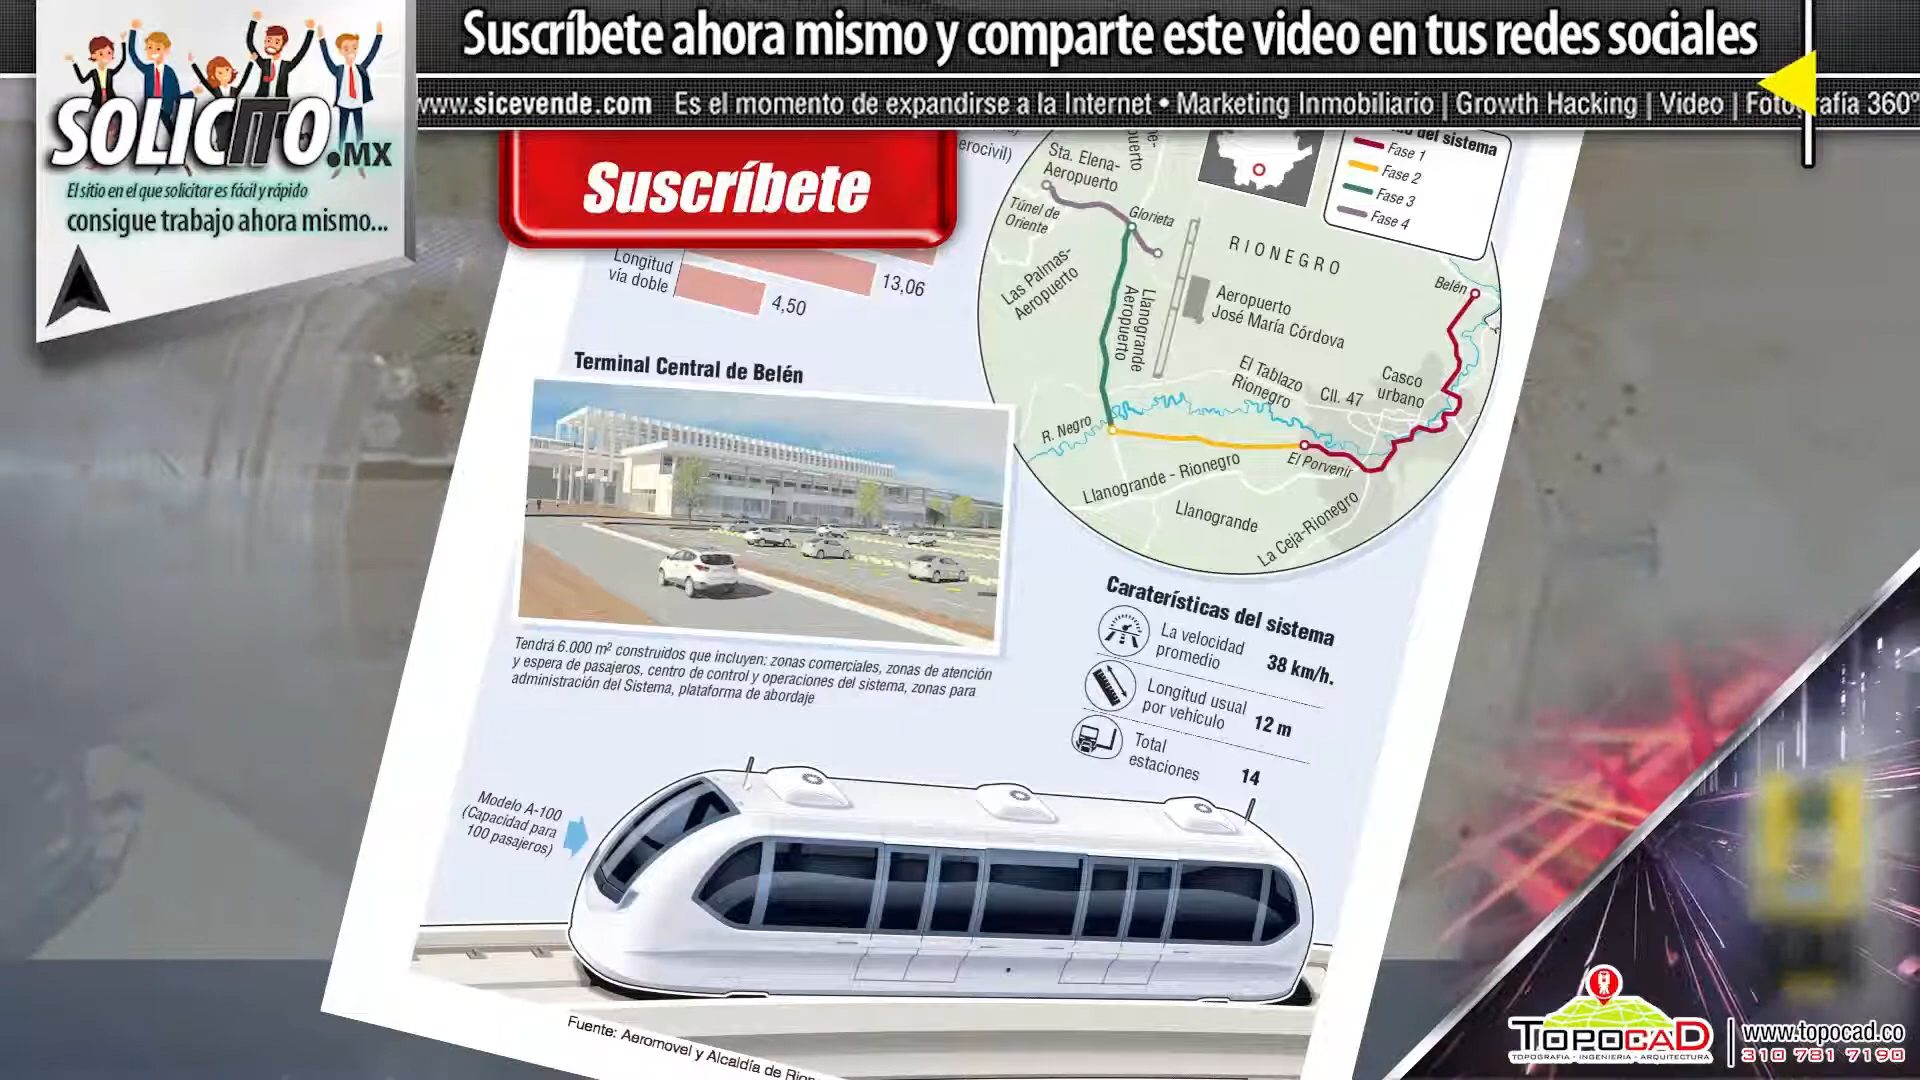 Suscríbete ahora mismo y comparte este video en tus redes sociales
www.sicevende.com Es el momento de expandirse a la Internet • Marketing Inmobiliario | Growth Hacking | Video | Fotografía 360º
SOLICITO.MX
El sitio en el que solicitar es fácil y rápido
consigue trabajo ahora mismo...
Suscríbete
Longitud
vía doble
13,06
4,50
Terminal Central de Belén
Tendrá 6.000 m² construidos que incluyen: zonas comerciales, zonas de atención
y espera de pasajeros, centro de control y operaciones del sistema, zonas para
administración del Sistema, plataforma de abordaje
del sistema
Fase 1
Fase 2
Fase 3
Fase 4
Sta. Elena-
Aeropuerto
Túnel de
Oriente
Glorieta
RIONEGRO
Las Palmas-
Aeropuerto
Llanogrande
Aeropuerto
Aeropuerto
José María Córdova
Belén
El Tablazo
Rionegro
Cll. 47
Casco
urbano
R. Negro
El Porvenir
Llanogrande - Rionegro
Llanogrande
La Ceja-Rionegro
Caraterísticas del sistema
La velocidad
promedio
38 km/h.
Longitud usual
por vehículo
12 m
Total
estaciones
14
Modelo A-100
(Capacidad para
100 pasajeros)
Fuente: Aeromovel y Alcaldía de
TOPOCAD
TOPOGRAFIA - INGENIERIA - ARQUITECTURA
www.topocad.co
310 781 7190